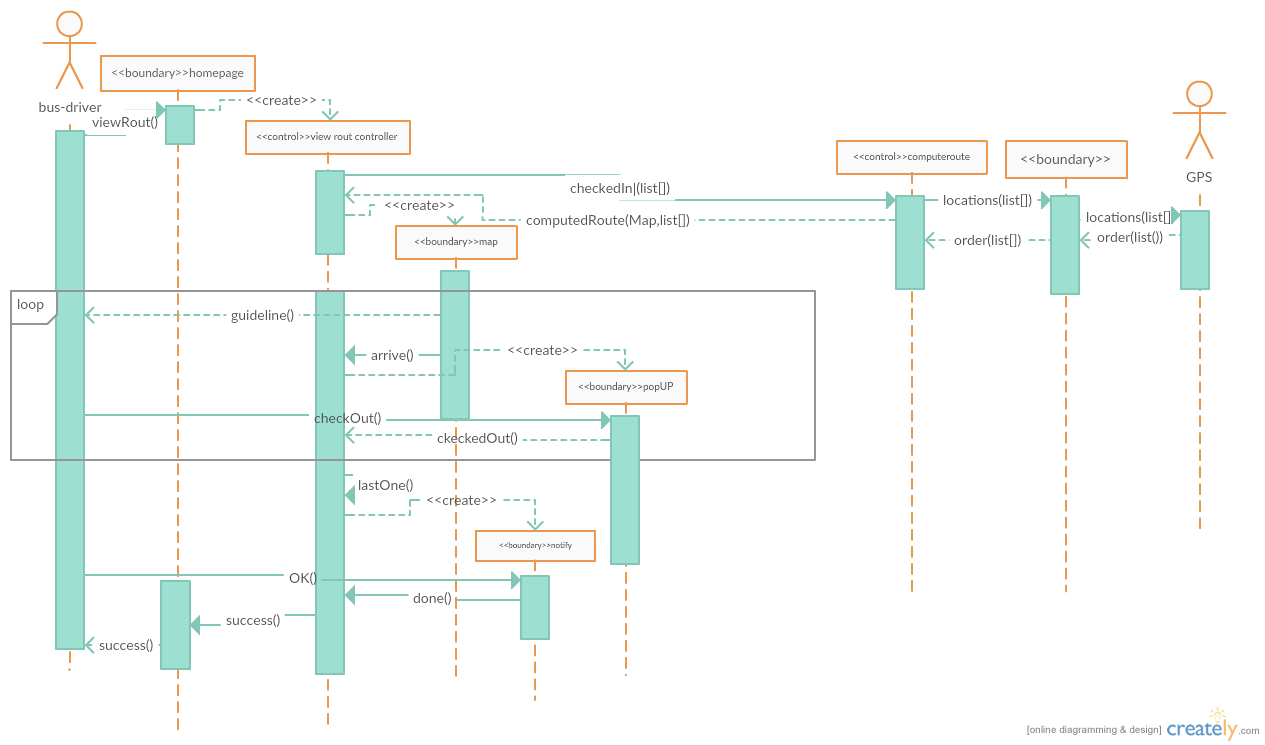 <<boundary>>homepage
bus-driver
<<create>>
viewRout()
<<control>>view rout controller
<<control>>computeroute
<<boundary>>
GPS
checkedIn|(list[])
locations(list[])
<<create>>
computedRoute(Map,list[])
locations(list[]
order(list[])
order(list())
<<boundary>>map
loop
guideline()
arrive()
<<create>>
<<boundary>>popUP
checkOut()
ckeckedOut()
lastOne()
<<create>>
<<boundary>>notify
OK()
done()
success()
success()
[online diagramming & design] creately.com